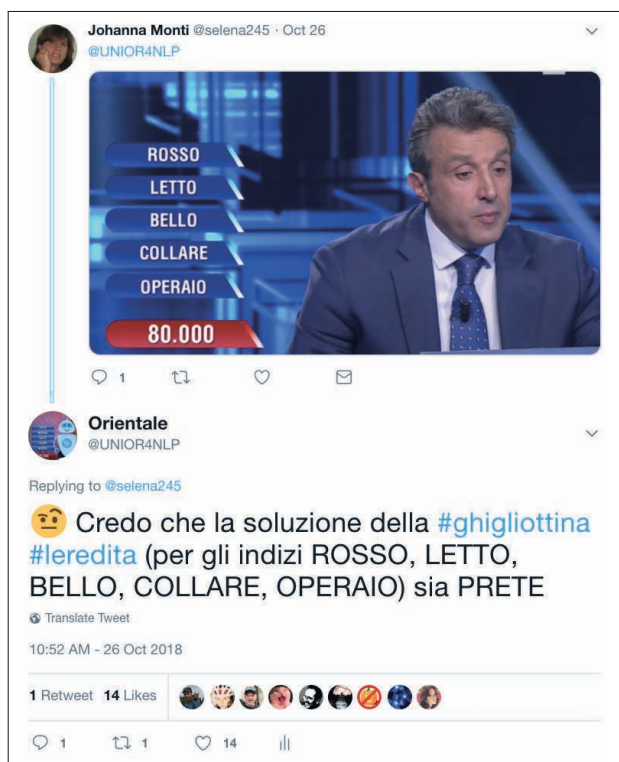 Johanna Monti @selena245 · Oct 26
@UNIOR4NLP
ROSSO
LETTO
BELLO
COLLARE
OPERAIO
80.000
1
Orientale
@UNIOR4NLP
Replying to @selena245
🤨 Credo che la soluzione della #ghigliottina
#leredita (per gli indizi ROSSO, LETTO,
BELLO, COLLARE, OPERAIO) sia PRETE
Translate Tweet
10:52 AM - 26 Oct 2018
1 Retweet 14 Likes
1 1 14